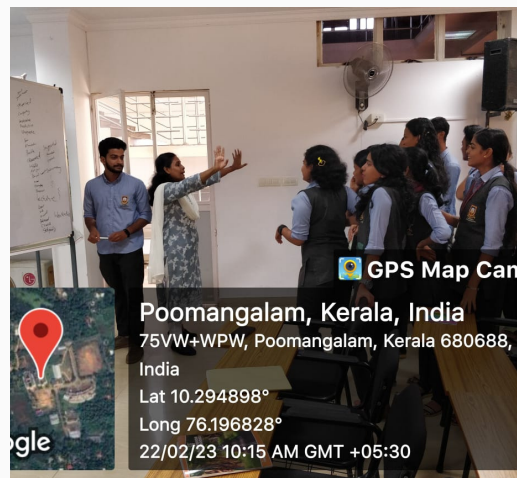 GPS Map Cam
Poomangalam, Kerala, India
75VW+WPW, Poomangalam, Kerala 680688,
India
Lat 10.294898°
Long 76.196828°
22/02/23 10:15 AM GMT +05:30
ogle